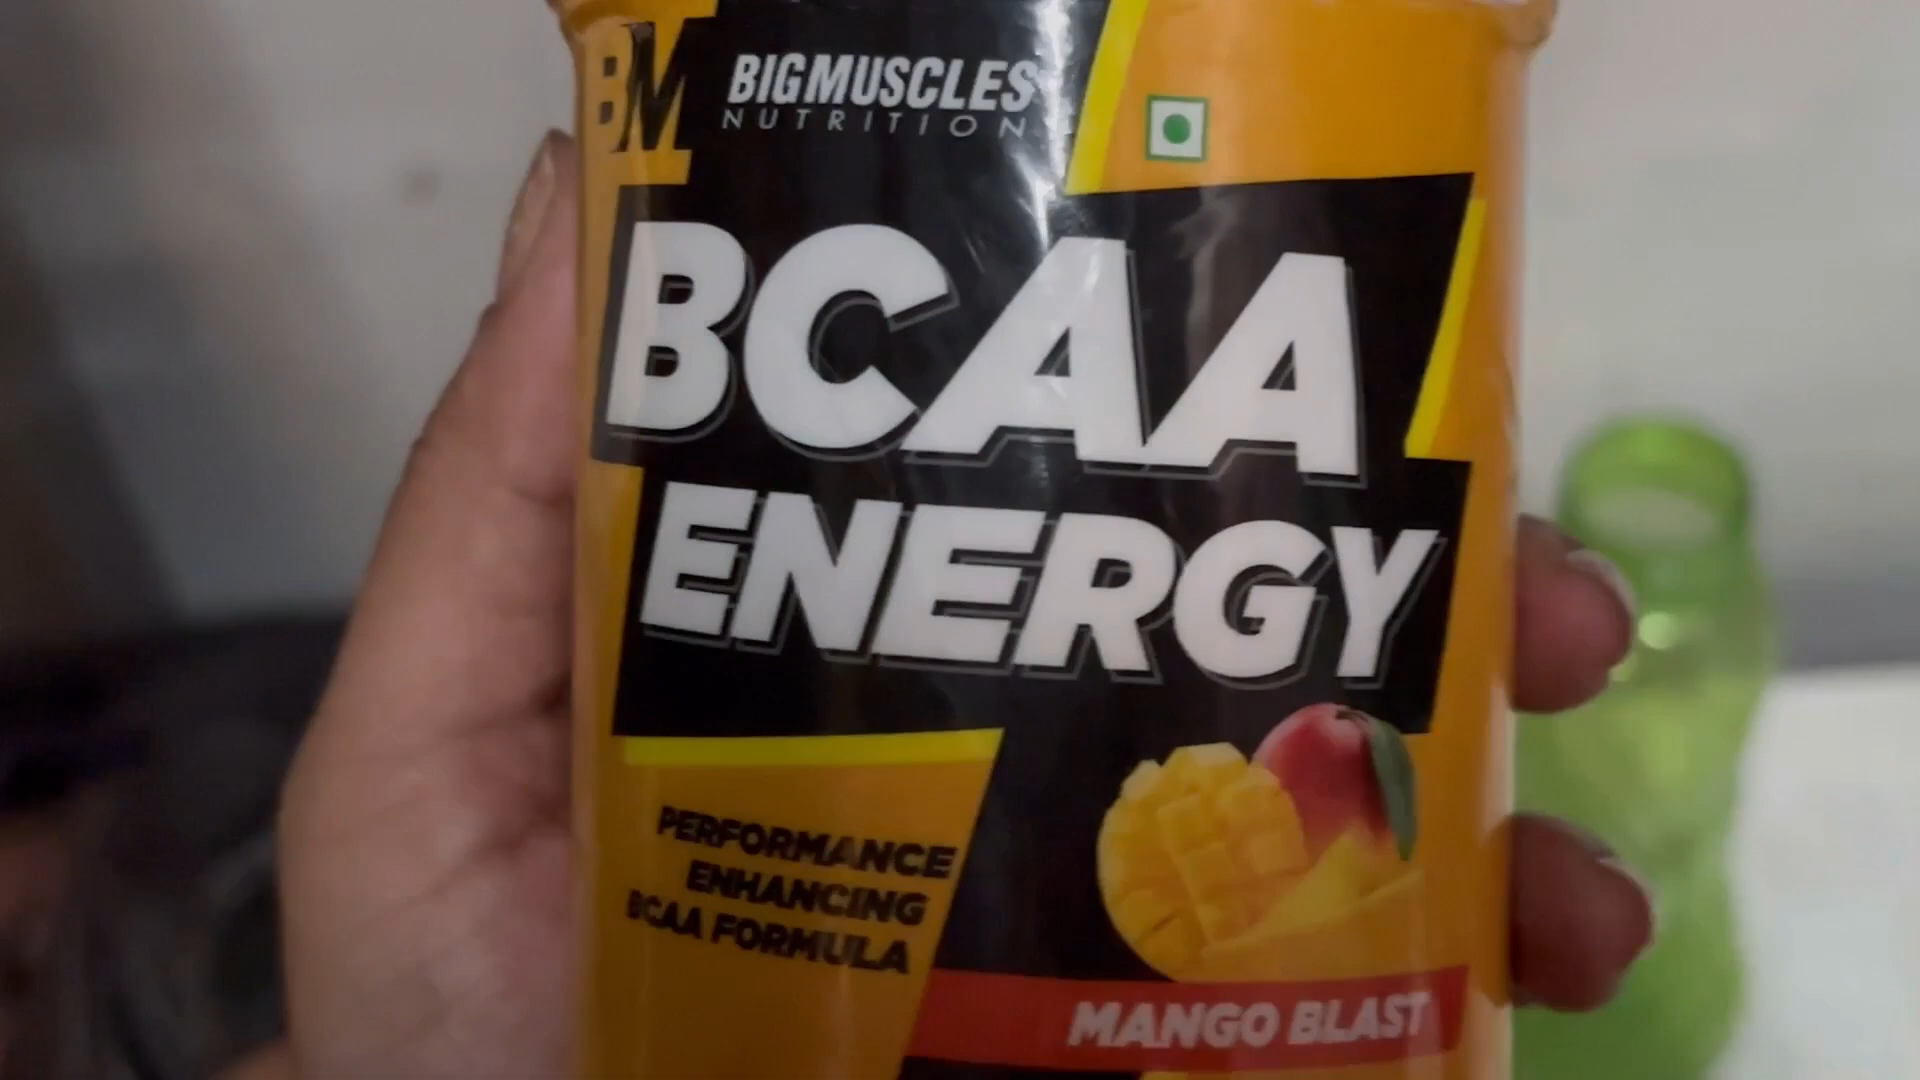 BM
BIGMUSCLES
NUTRITION
BCAA
ENERGY
PERFORMANCE
ENHANCING
BCAA FORMULA
MANGO BLAST